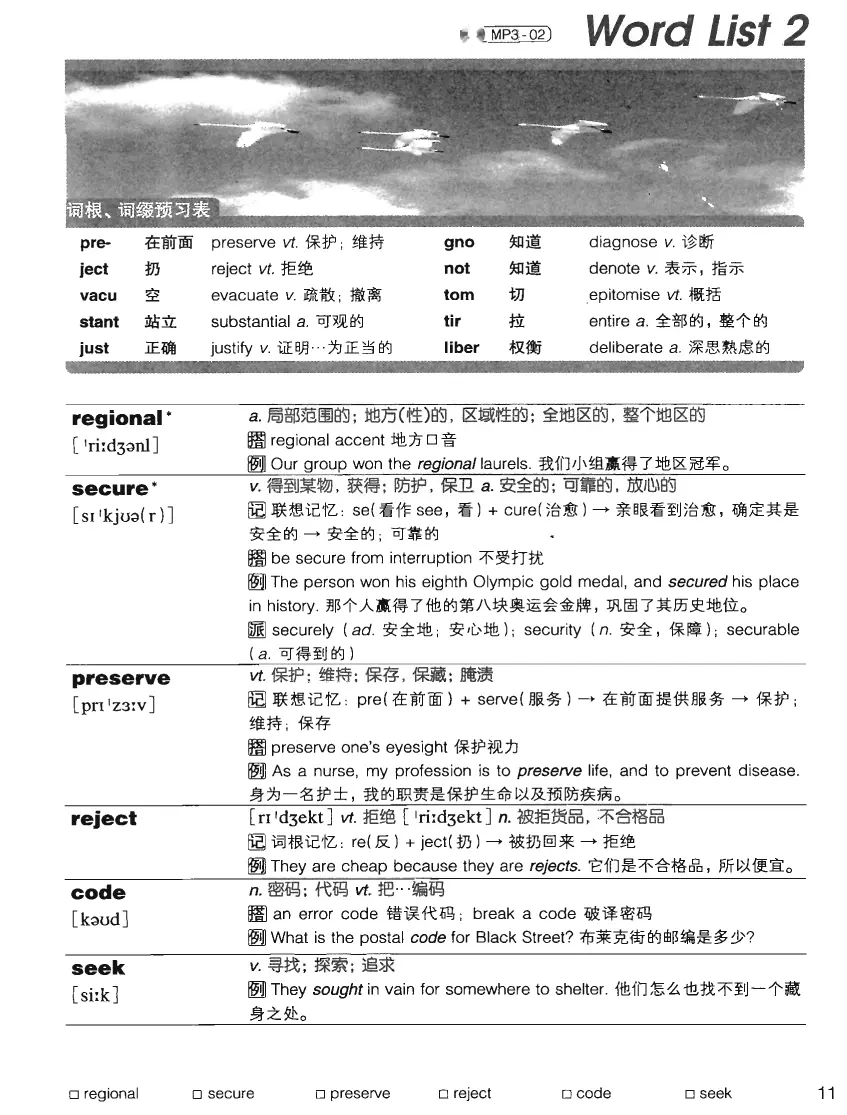 MP3-02
Word List 2
词根、词缀预习表
pre- 在前面 preserve vt. 保护；维持 gno 知道 diagnose v. 诊断
ject 扔 reject vt. 拒绝 not 知道 denote v. 表示，指示
vacu 空 evacuate v. 疏散；撤离 tom 切 epitomise vt. 概括
stant 站立 substantial a. 可观的 tir 拉 entire a. 全部的，整个的
just 正确 justify v. 证明…为正当的 liber 权衡 deliberate a. 深思熟虑的
regional* a. 局部范围的；地方(性)的，区域性的；全地区的，整个地区的
[ˈriːdʒənl] 搭 regional accent 地方口音
例 Our group won the regional laurels. 我们小组赢得了地区冠军。
secure* v. 得到某物，获得；防护，保卫 a. 安全的；可靠的，放心的
[sɪˈkjʊə(r)] 记 联想记忆：se(看作 see，看) + cure(治愈) → 亲眼看到治愈，确定其是
安全的 → 安全的；可靠的
搭 be secure from interruption 不受打扰
例 The person won his eighth Olympic gold medal, and secured his place
in history. 那个人赢得了他的第八块奥运会金牌，巩固了其历史地位。
派 securely (ad. 安全地；安心地)；security (n. 安全，保障)；securable
(a. 可得到的)
preserve vt. 保护；维持；保存，保藏；腌渍
[prɪˈzɜːv] 记 联想记忆：pre(在前面) + serve(服务) → 在前面提供服务 → 保护；
维持；保存
搭 preserve one's eyesight 保护视力
例 As a nurse, my profession is to preserve life, and to prevent disease.
身为一名护士，我的职责是保护生命以及预防疾病。
reject [rɪˈdʒekt] vt. 拒绝 [ˈriːdʒekt] n. 被拒货品，不合格品
记 词根记忆：re(反) + ject(扔) → 被扔回来 → 拒绝
例 They are cheap because they are rejects. 它们是不合格品，所以便宜。
code n. 密码；代码 vt. 把…编码
[kəʊd] 搭 an error code 错误代码；break a code 破译密码
例 What is the postal code for Black Street? 布莱克街的邮编是多少?
seek v. 寻找；探索；追求
[siːk] 例 They sought in vain for somewhere to shelter. 他们怎么也找不到一个藏
身之处。
□ regional □ secure □ preserve □ reject □ code □ seek 11